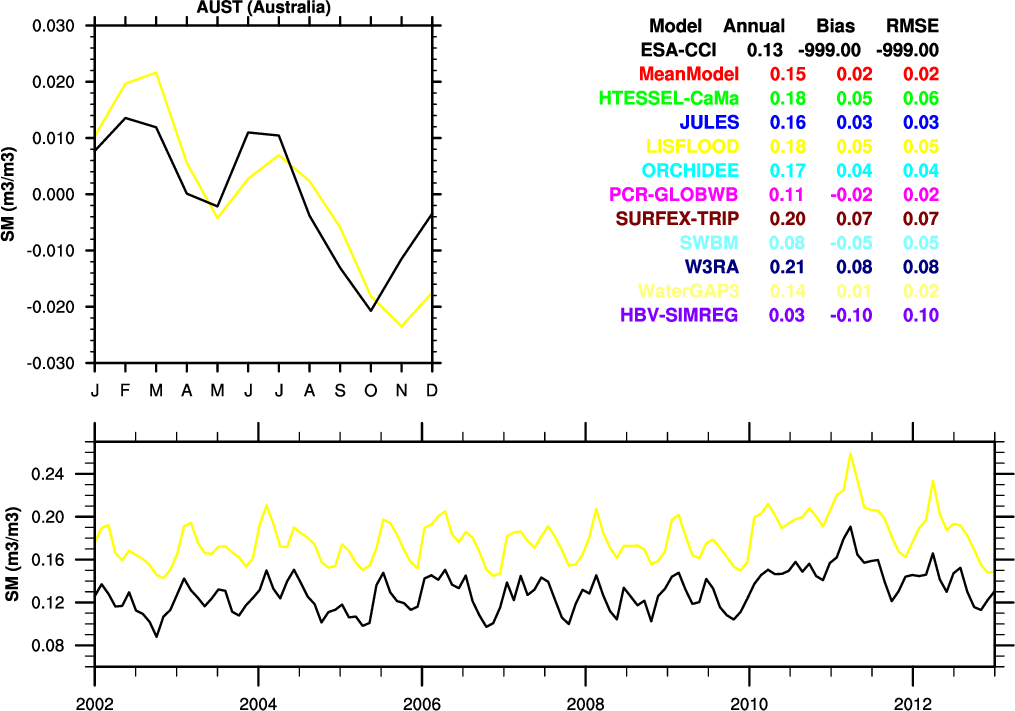 AUST (Australia)
0.030
0.020
0.010
0.000
-0.010
-0.020
-0.030
SM (m3/m3)
J F M A M J J A S O N D
Model Annual Bias RMSE
ESA-CCI 0.13 -999.00 -999.00
MeanModel 0.15 0.02 0.02
HTESSEL-CaMa 0.18 0.05 0.06
JULES 0.16 0.03 0.03
LISFLOOD 0.18 0.05 0.05
ORCHIDEE 0.17 0.04 0.04
PCR-GLOBWB 0.11 -0.02 0.02
SURFEX-TRIP 0.20 0.07 0.07
SWBM 0.08 -0.05 0.05
W3RA 0.21 0.08 0.08
WaterGAP3 0.14 0.01 0.02
HBV-SIMREG 0.03 -0.10 0.10
0.24
0.20
0.16
0.12
0.08
SM (m3/m3)
2002 2004 2006 2008 2010 2012